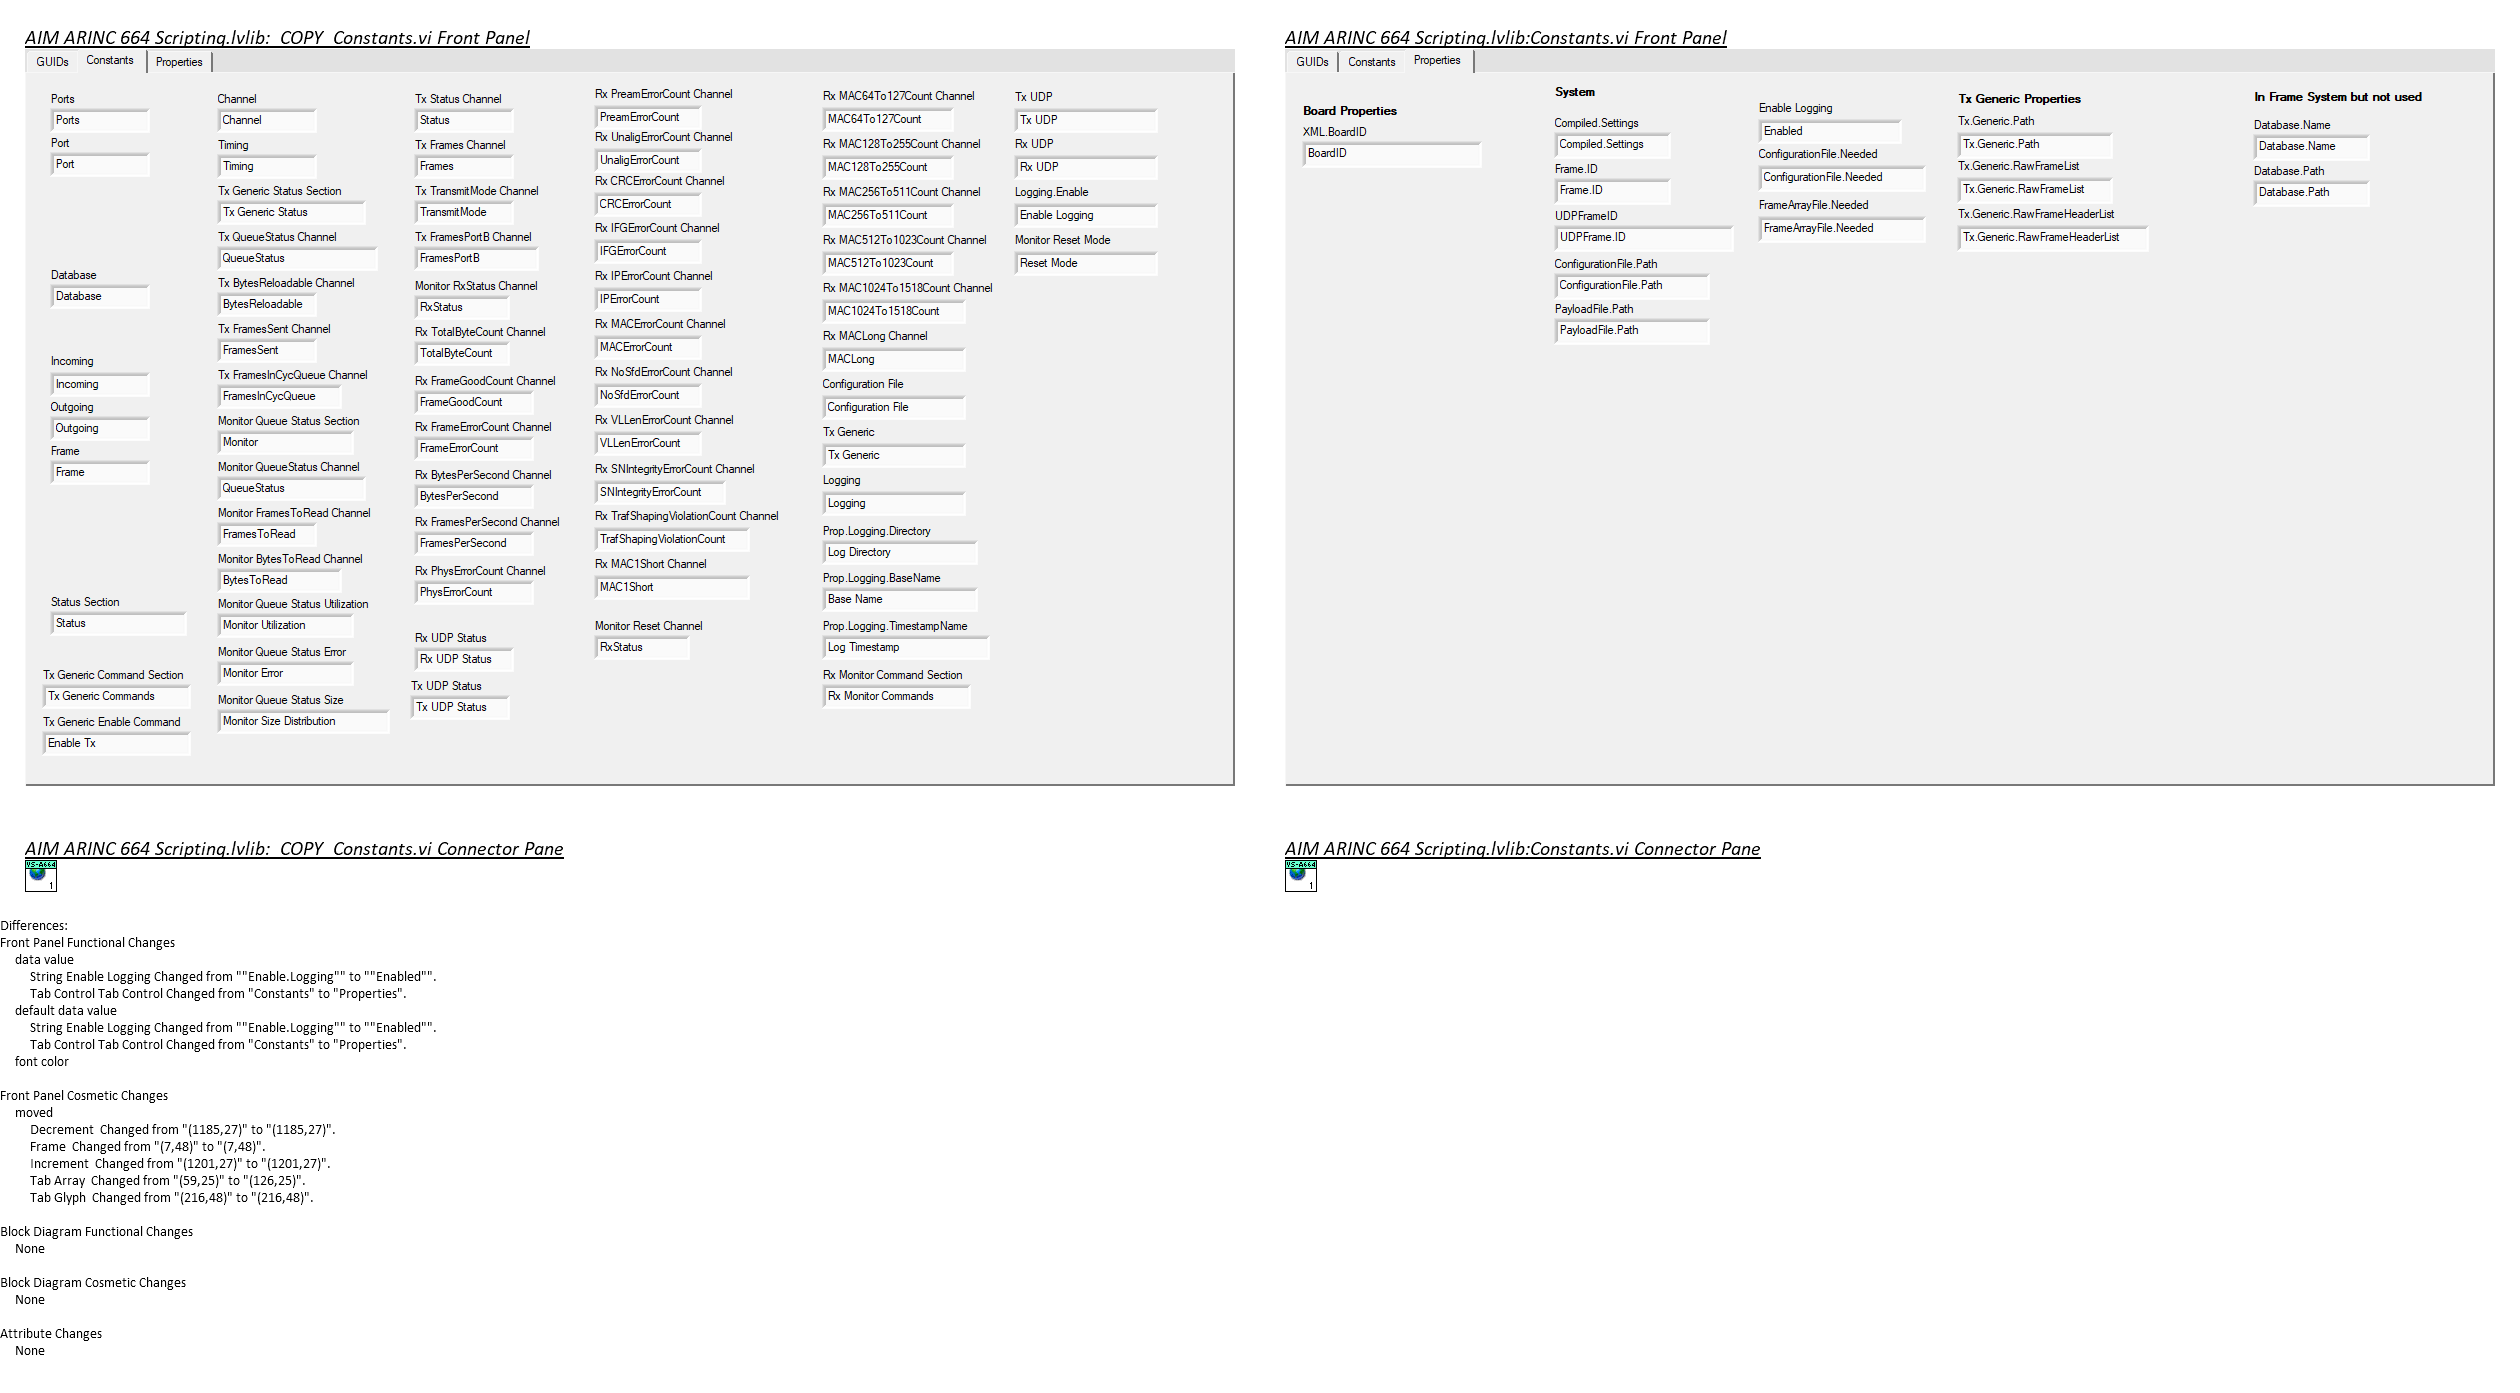 AIM ARINC 664 Scripting.lvlib:_COPY_Constants.vi Front Panel
GUIDs
Constants
Properties
Ports
Ports
Port
Port
Database
Database
Incoming
Incoming
Outgoing
Outgoing
Frame
Frame
Status Section
Status
Tx Generic Command Section
Tx Generic Commands
Tx Generic Enable Command
Enable Tx
Channel
Channel
Timing
Timing
Tx Generic Status Section
Tx Generic Status
Tx QueueStatus Channel
QueueStatus
Tx BytesReloadable Channel
BytesReloadable
Tx FramesSent Channel
FramesSent
Tx FramesInCycQueue Channel
FramesInCycQueue
Monitor Queue Status Section
Monitor
Monitor QueueStatus Channel
QueueStatus
Monitor FramesToRead Channel
FramesToRead
Monitor BytesToRead Channel
BytesToRead
Monitor Queue Status Utilization
Monitor Utilization
Monitor Queue Status Error
Monitor Error
Monitor Queue Status Size
Monitor Size Distribution
Tx Status Channel
Status
Tx Frames Channel
Frames
Tx TransmitMode Channel
TransmitMode
Tx FramesPortB Channel
FramesPortB
Monitor RxStatus Channel
RxStatus
Rx TotalByteCount Channel
TotalByteCount
Rx FrameGoodCount Channel
FrameGoodCount
Rx FrameErrorCount Channel
FrameErrorCount
Rx BytesPerSecond Channel
BytesPerSecond
Rx FramesPerSecond Channel
FramesPerSecond
Rx PhysErrorCount Channel
PhysErrorCount
Rx UDP Status
Rx UDP Status
Tx UDP Status
Tx UDP Status
Rx PreamErrorCount Channel
PreamErrorCount
Rx UnaligErrorCount Channel
UnaligErrorCount
Rx CRCErrorCount Channel
CRCErrorCount
Rx IFGErrorCount Channel
IFGErrorCount
Rx IPErrorCount Channel
IPErrorCount
Rx MACErrorCount Channel
MACErrorCount
Rx NoSfdErrorCount Channel
NoSfdErrorCount
Rx VLLenErrorCount Channel
VLLenErrorCount
Rx SNIntegrityErrorCount Channel
SNIntegrityErrorCount
Rx TrafShapingViolationCount Channel
TrafShapingViolationCount
Rx MAC1Short Channel
MAC1Short
Monitor Reset Channel
RxStatus
Rx MAC64To127Count Channel
MAC64To127Count
Rx MAC128To255Count Channel
MAC128To255Count
Rx MAC256To511Count Channel
MAC256To511Count
Rx MAC512To1023Count Channel
MAC512To1023Count
Rx MAC1024To1518Count Channel
MAC1024To1518Count
Rx MACLong Channel
MACLong
Configuration File
Configuration File
Tx Generic
Tx Generic
Logging
Logging
Prop.Logging.Directory
Log Directory
Prop.Logging.BaseName
Base Name
Prop.Logging.TimestampName
Log Timestamp
Rx Monitor Command Section
Rx Monitor Commands
Tx UDP
Tx UDP
Rx UDP
Rx UDP
Logging.Enable
Enable Logging
Monitor Reset Mode
Reset Mode
AIM ARINC 664 Scripting.lvlib:Constants.vi Front Panel
GUIDs
Constants
Properties
Board Properties
XML.BoardID
BoardID
System
Compiled.Settings
Compiled.Settings
Frame.ID
Frame.ID
UDPFrameID
UDPFrame.ID
ConfigurationFile.Path
ConfigurationFile.Path
PayloadFile.Path
PayloadFile.Path
Enable Logging
Enabled
ConfigurationFile.Needed
ConfigurationFile.Needed
FrameArrayFile.Needed
FrameArrayFile.Needed
Tx Generic Properties
Tx.Generic.Path
Tx.Generic.Path
Tx.Generic.RawFrameList
Tx.Generic.RawFrameList
Tx.Generic.RawFrameHeaderList
Tx.Generic.RawFrameHeaderList
In Frame System but not used
Database.Name
Database.Name
Database.Path
Database.Path
AIM ARINC 664 Scripting.lvlib:_COPY_Constants.vi Connector Pane
VS-A664
1
AIM ARINC 664 Scripting.lvlib:Constants.vi Connector Pane
VS-A664
1
Differences:
Front Panel Functional Changes
data value
String Enable Logging Changed from ""Enable.Logging"" to ""Enabled"".
Tab Control Tab Control Changed from "Constants" to "Properties".
default data value
String Enable Logging Changed from ""Enable.Logging"" to ""Enabled"".
Tab Control Tab Control Changed from "Constants" to "Properties".
font color
Front Panel Cosmetic Changes
moved
Decrement  Changed from "(1185,27)" to "(1185,27)".
Frame  Changed from "(7,48)" to "(7,48)".
Increment  Changed from "(1201,27)" to "(1201,27)".
Tab Array  Changed from "(59,25)" to "(126,25)".
Tab Glyph  Changed from "(216,48)" to "(216,48)".
Block Diagram Functional Changes
None
Block Diagram Cosmetic Changes
None
Attribute Changes
None